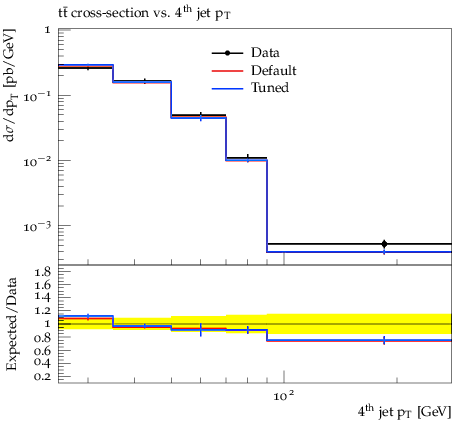 tt̄ cross-section vs. 4th jet pT
dσ/dpT [pb/GeV]
1
10⁻¹
10⁻²
10⁻³
Data
Default
Tuned
Expected/Data
1.8
1.6
1.4
1.2
1
0.8
0.6
0.4
0.2
10²
4th jet pT [GeV]